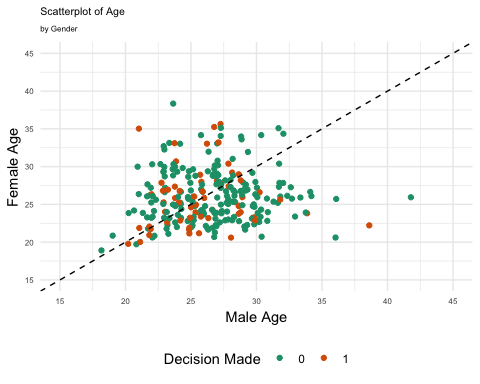 Scatterplot of Age
by Gender
45
40
35
30
25
20
15
Female Age
15 20 25 30 35 40 45
Male Age
Decision Made 0 1